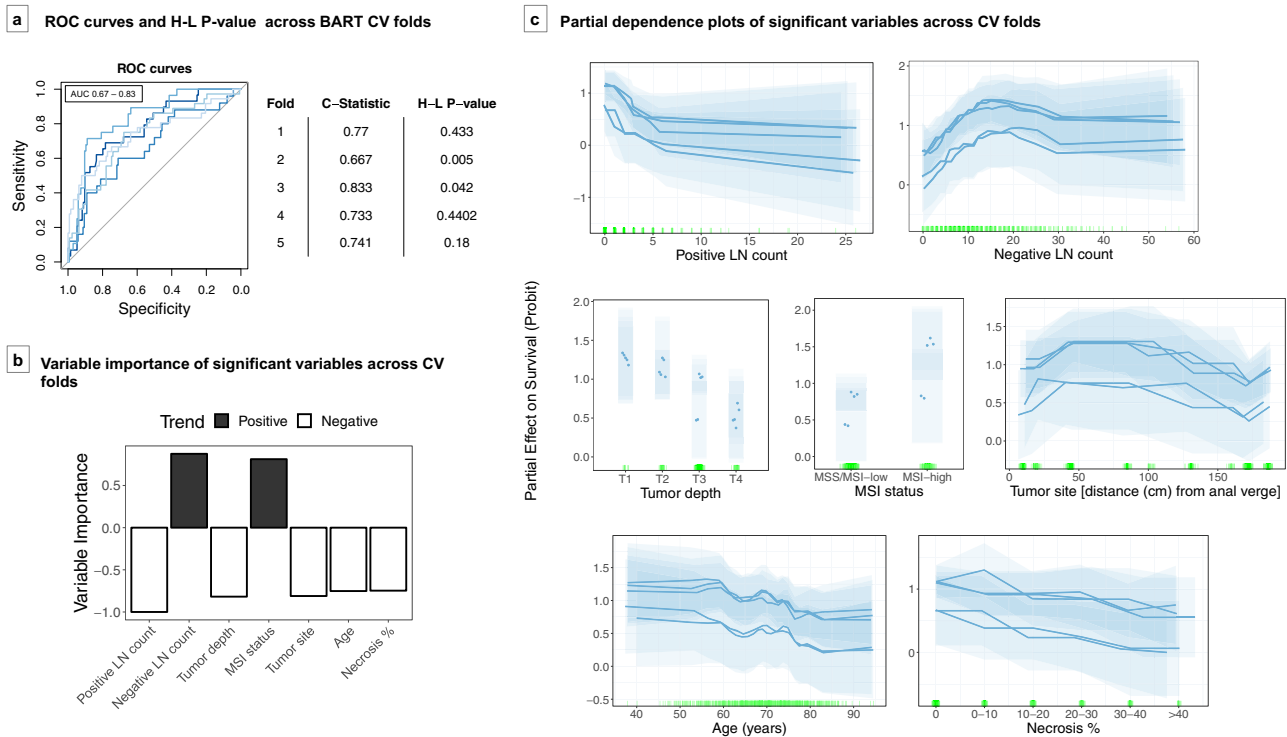 a ROC curves and H-L P-value across BART CV folds
ROC curves
AUC 0.67 – 0.83
Sensitivity
1.0
0.8
0.6
0.4
0.2
0.0
1.0 0.8 0.6 0.4 0.2 0.0
Specificity
Fold C–Statistic H–L P–value
1 0.77 0.433
2 0.667 0.005
3 0.833 0.042
4 0.733 0.4402
5 0.741 0.18
b Variable importance of significant variables across CV
folds
Trend Positive Negative
Variable Importance
0.5
0.0
−0.5
−1.0
Positive LN count
Negative LN count
Tumor depth
MSI status
Tumor site
Age
Necrosis %
c Partial dependence plots of significant variables across CV folds
Partial Effect on Survival (Probit)
1
0
−1
0 5 10 15 20 25
Positive LN count
2
1
0
0 10 20 30 40 50 60
Negative LN count
2.0
1.5
1.0
0.5
0.0
T1 T2 T3 T4
Tumor depth
2.0
1.5
1.0
0.5
0.0
MSS/MSI−low MSI−high
MSI status
1.5
1.0
0.5
0.0
0 50 100 150
Tumor site [distance (cm) from anal verge]
1.5
1.0
0.5
0.0
−0.5
40 50 60 70 80 90
Age (years)
1
0
0 0−10 10−20 20−30 30−40 >40
Necrosis %